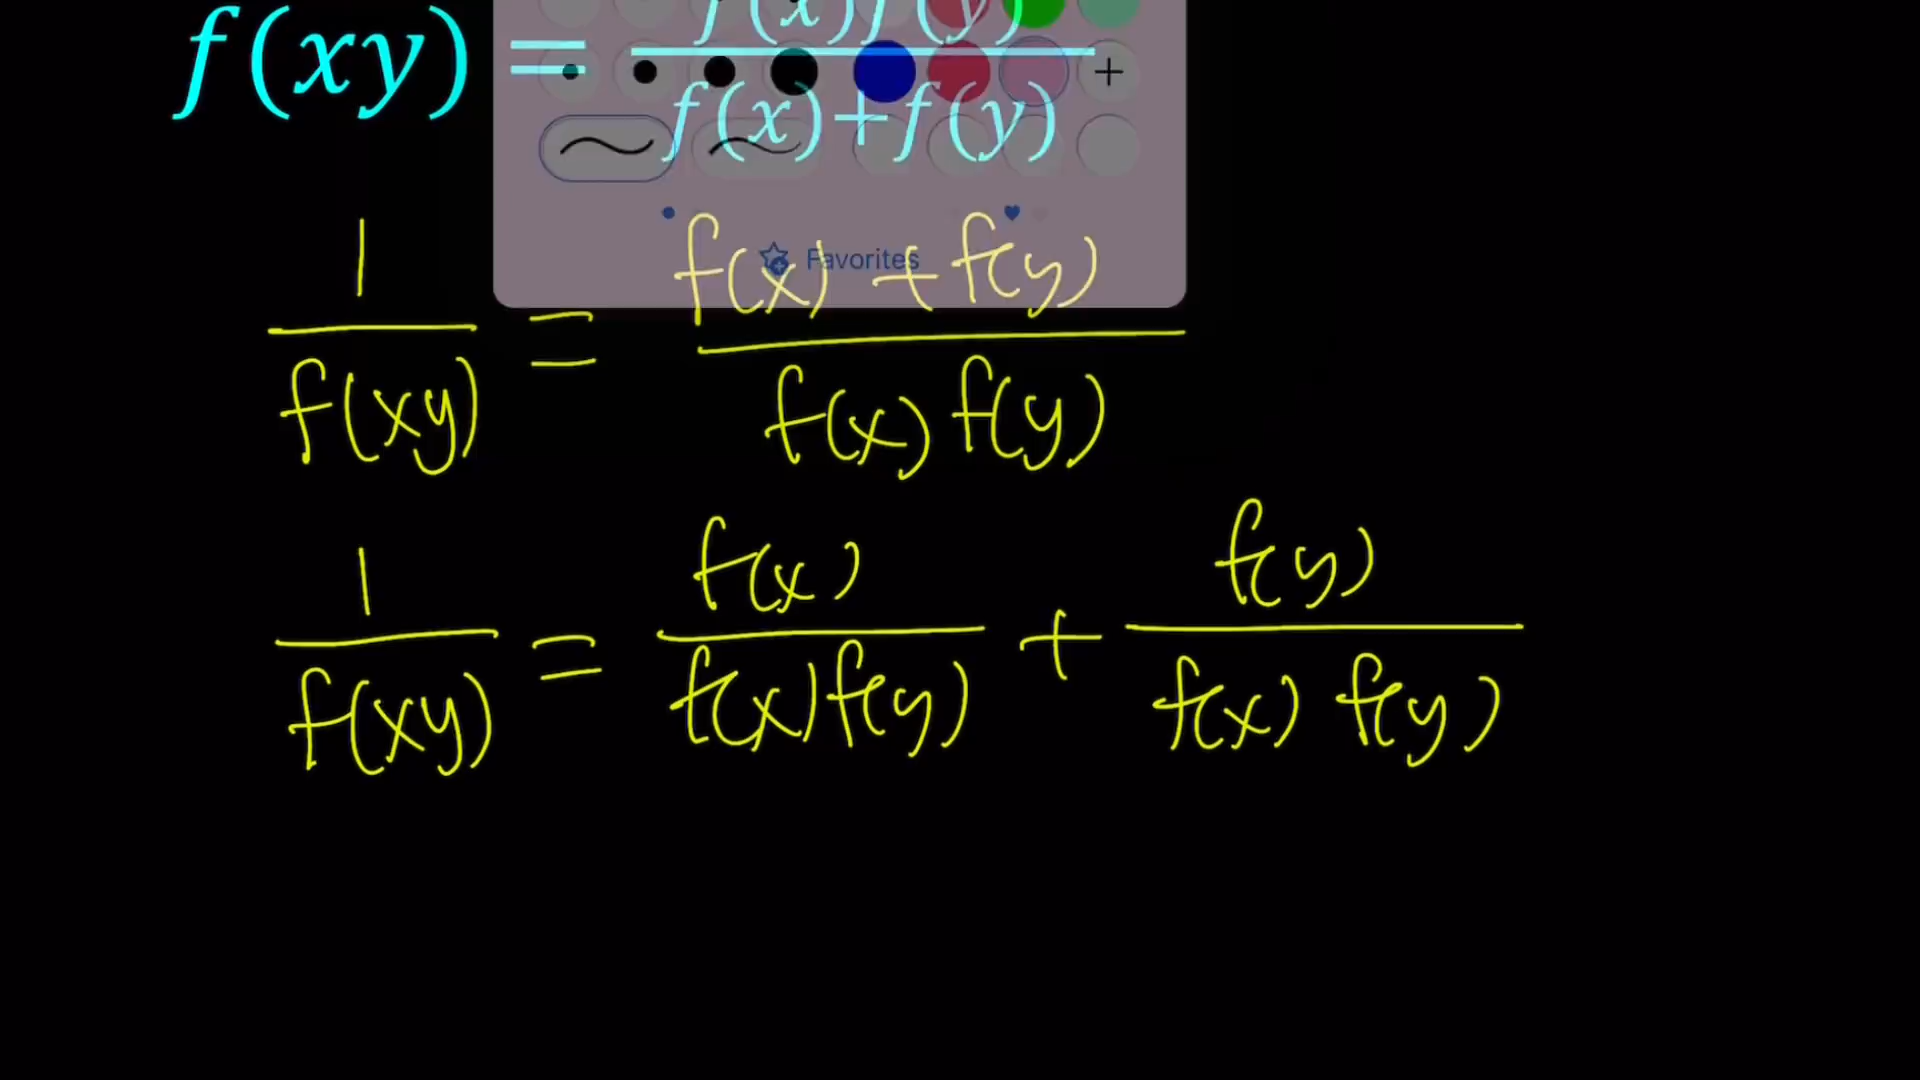 f(xy) = f(x)f(y) / f(x)+f(y)
Favorites
1 / f(xy) = f(x) + f(y) / f(x) f(y)
1 / f(xy) = f(x) / f(x)f(y) + f(y) / f(x) f(y)